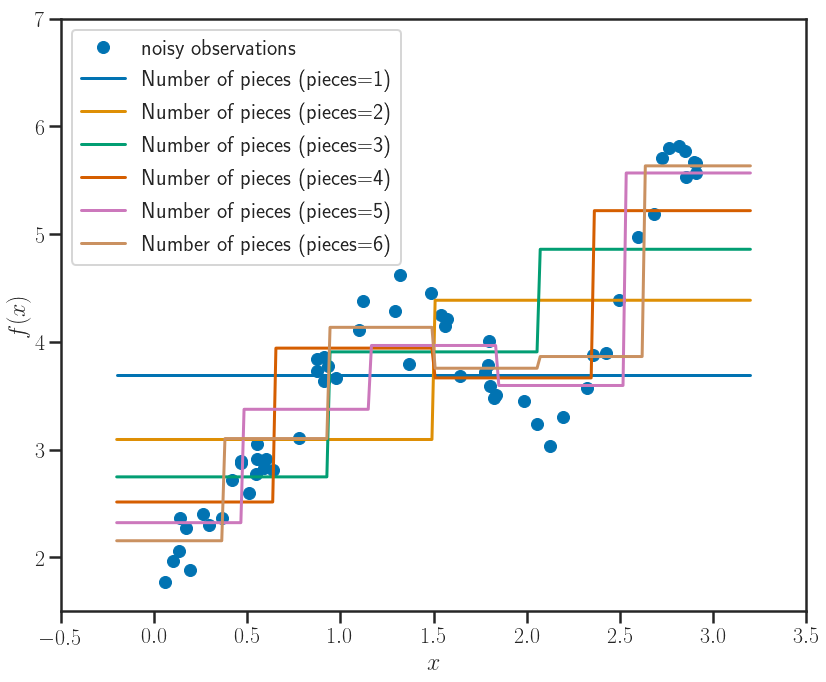 7
6
5
4
3
2
f(x)
noisy observations
Number of pieces (pieces=1)
Number of pieces (pieces=2)
Number of pieces (pieces=3)
Number of pieces (pieces=4)
Number of pieces (pieces=5)
Number of pieces (pieces=6)
−0.5 0.0 0.5 1.0 1.5 2.0 2.5 3.0 3.5
x